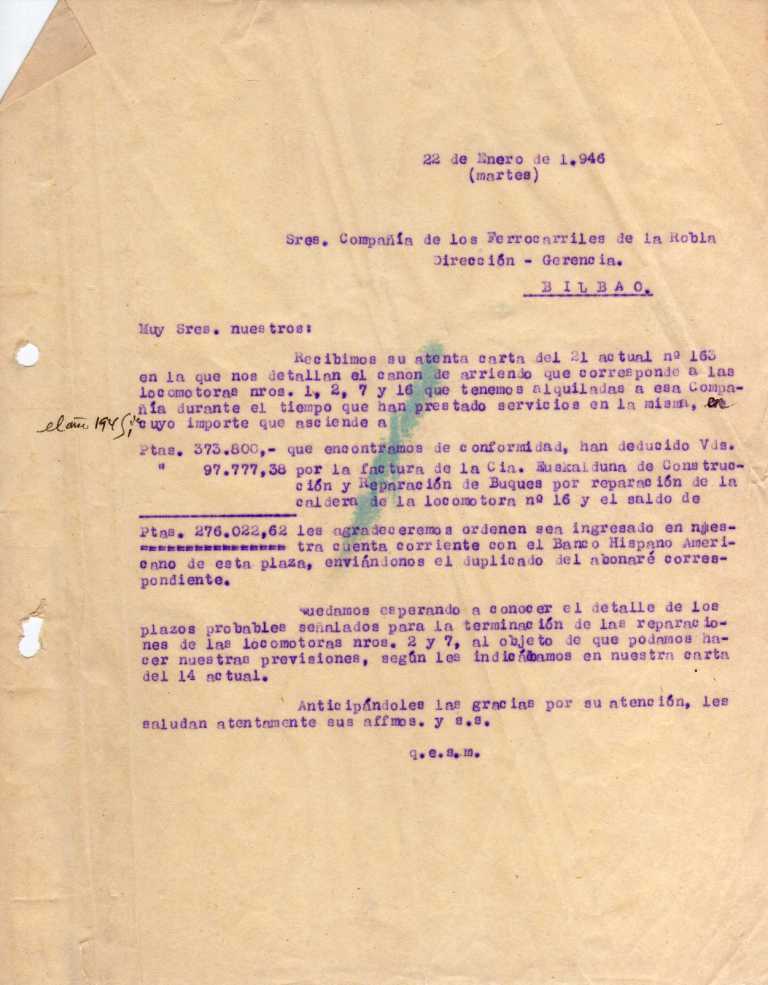 22 de Enero de 1.946
(martes)
Sres. Compañía de los Ferrocarriles de la Robla
Dirección - Gerencia.
BILBAO.
Muy Sres. nuestros:
Recibimos su atenta carta del 21 actual nº 163
en la que nos detallan el canon de arriendo que corresponde a las
locomotoras nros. 1, 2, 7 y 16 que tenemos alquiladas a esa Compa-
ñía durante el tiempo que han prestado servicios en la misma, en
el año 1945, cuyo importe que asciende a
Ptas. 373.800,- que encontramos de conformidad, han deducido Vds.
" 97.777,38 por la factura de la Cia. Euskalduna de Construc-
ción y Reparación de Buques por reparación de la
caldera de la locomotora nº 16 y el saldo de
Ptas. 276.022,62 les agradeceremos ordenen sea ingresado en nues-
tra cuenta corriente con el Banco Hispano Ameri-
cano de esta plaza, enviándonos el duplicado del abonaré corres-
pondiente.
Quedamos esperando a conocer el detalle de los
plazos probables señalados para la terminación de las reparacio-
nes de las locomotoras nros. 2 y 7, al objeto de que podamos ha-
cer nuestras previsiones, según les indicábamos en nuestra carta
del 14 actual.
Anticipándoles las gracias por su atención, les
saludan atentamente sus affmos. y s.s.
q.e.s.m.